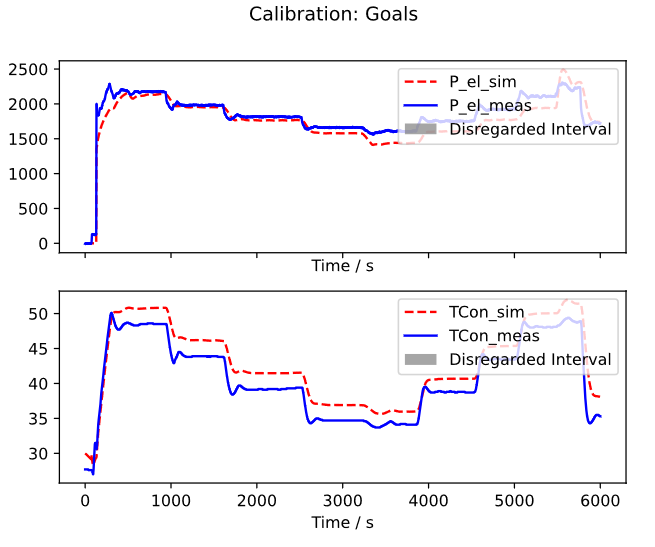 Calibration: Goals
2500
2000
1500
1000
500
0
P_el_sim
P_el_meas
Disregarded Interval
Time / s
50
45
40
35
30
TCon_sim
TCon_meas
Disregarded Interval
0 1000 2000 3000 4000 5000 6000
Time / s